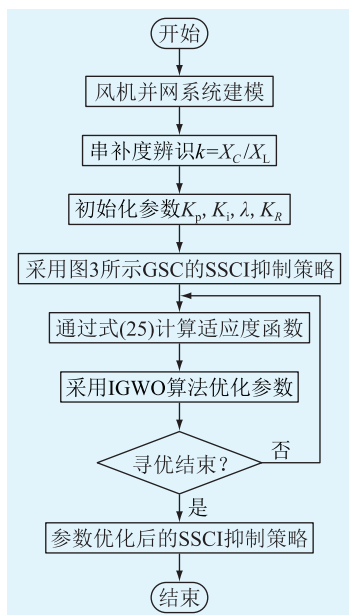 开始
风机并网系统建模
串补度辨识k=X_C/X_L
初始化参数K_p, K_i, λ, K_R
采用图3所示GSC的SSCI抑制策略
通过式(25)计算适应度函数
采用IGWO算法优化参数
寻优结束？
否
是
参数优化后的SSCI抑制策略
结束